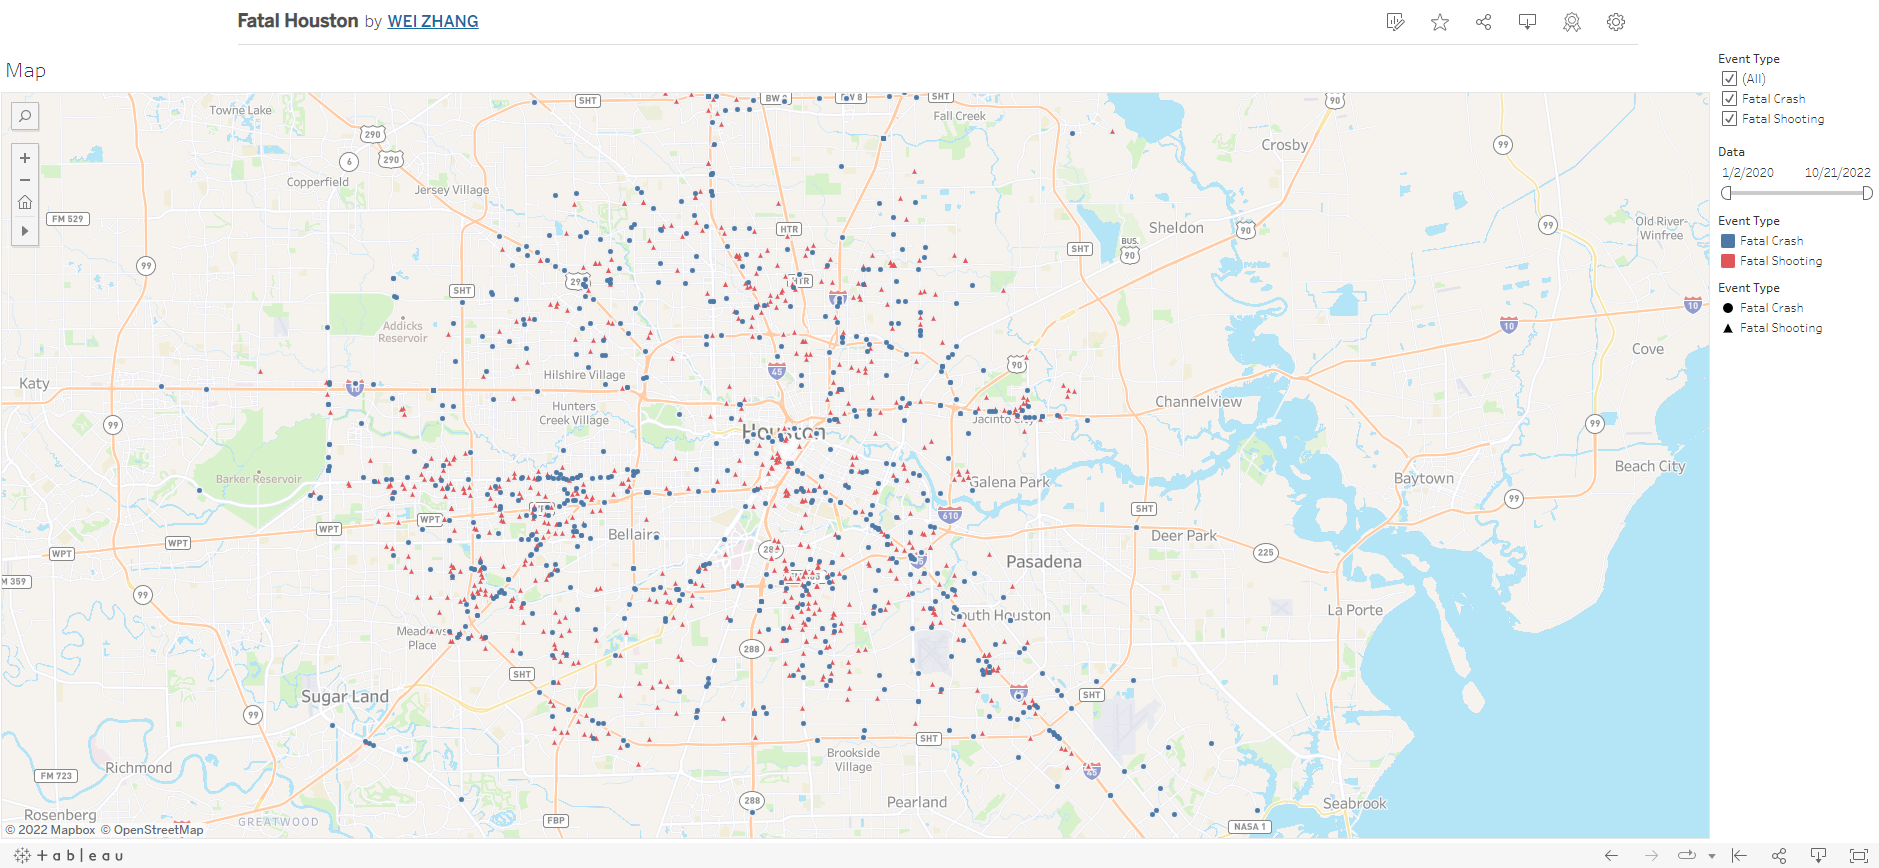 Fatal Houston by WEI ZHANG
Map
Event Type
(All)
Fatal Crash
Fatal Shooting
Data
1/2/2020 10/21/2022
Event Type
Fatal Crash
Fatal Shooting
Event Type
Fatal Crash
Fatal Shooting
Towne Lake
SHT
SHT
90
Fall Creek
290
6
290
Crosby
99
Copperfield
Jersey Village
FM 529
HTR
Sheldon
90
99
Old River-
Winfree
SHT
BUS.
90
99
SHT
10
10
Addicks
Reservoir
Cove
Katy
Hilshire Village
45
90
Hunters
Creek Village
Channelview
99
99
Houston
Jacinto City
Barker Reservoir
Galena Park
Baytown
Beach City
99
WPT
WPT
WPT
WPT
610
SHT
Bellaire
Deer Park
225
Pasadena
M 359
99
La Porte
South Houston
Meadows
Place
288
SHT
Sugar Land
SHT
99
SHT
Brookside
Village
Richmond
FM 723
45
288
Pearland
Seabrook
Rosenberg
GREATWOOD
FBP
NASA 1
© 2022 Mapbox © OpenStreetMap
+ableau